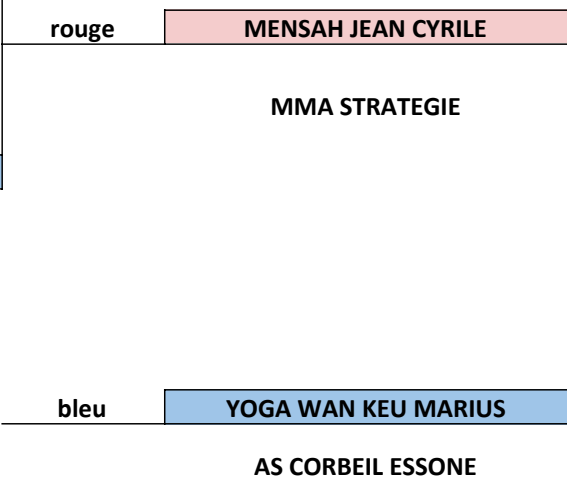 rouge MENSAH JEAN CYRILE
MMA STRATEGIE
bleu YOGA WAN KEU MARIUS
AS CORBEIL ESSONE